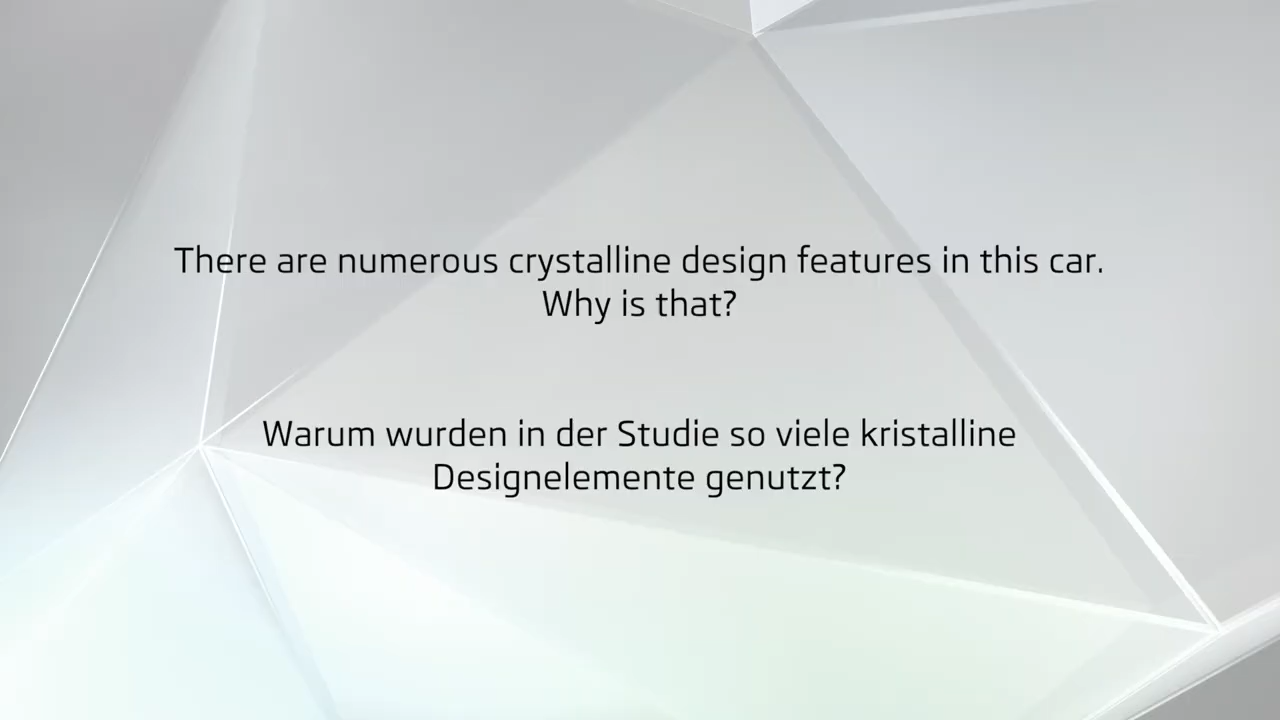 There are numerous crystalline design features in this car.
Why is that?
Warum wurden in der Studie so viele kristalline
Designelemente genutzt?